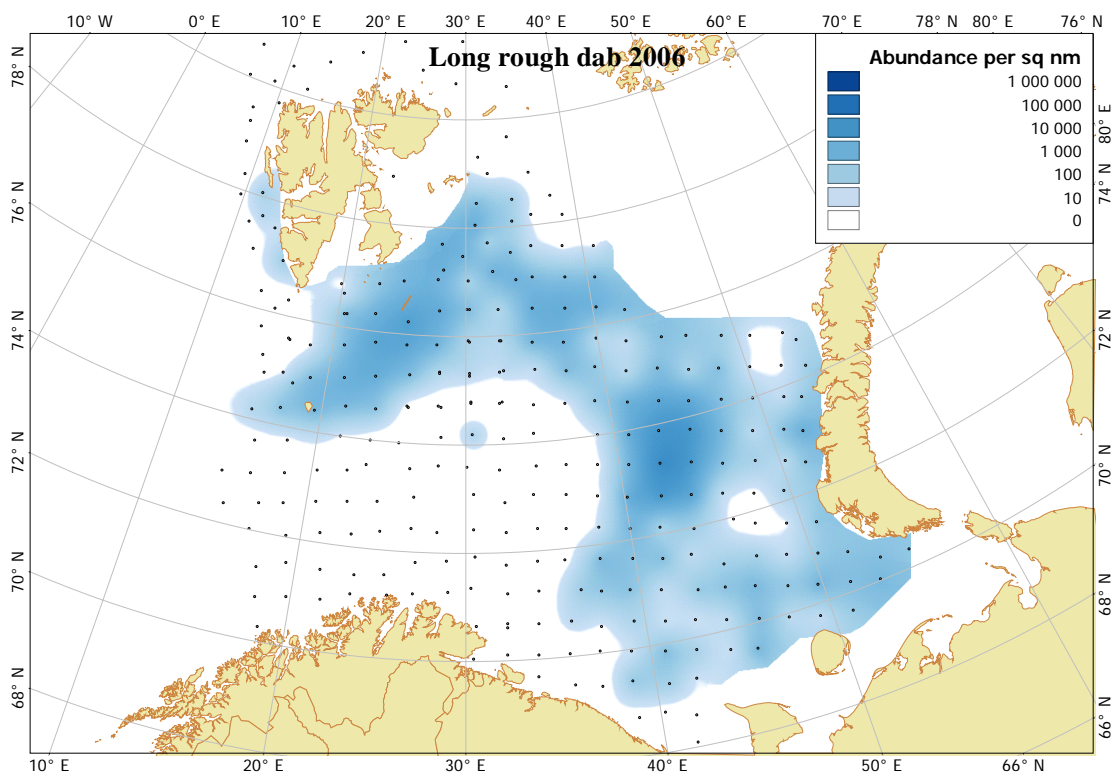 10° W 0° E 10° E 20° E 30° E 40° E 50° E 60° E 70° E 78° N 80° E 76° N
Long rough dab 2006
Abundance per sq nm
1 000 000
100 000
10 000
1 000
100
10
0
78° N
76° N
74° N
72° N
70° N
68° N
80° E
74° N
72° N
70° N
68° N
66° N
10° E 20° E 30° E 40° E 50° E 66° N